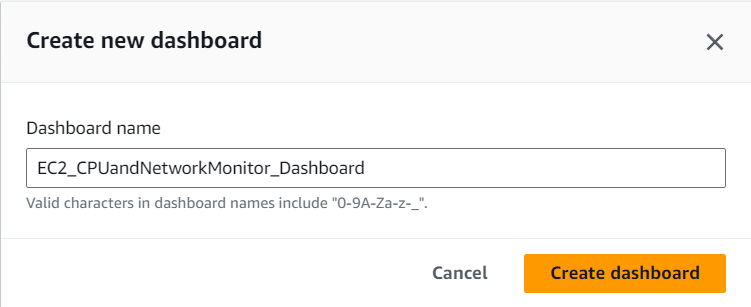 Create new dashboard
Dashboard name
EC2_CPUandNetworkMonitor_Dashboard
Valid characters in dashboard names include "0-9A-Za-z-_".
Cancel
Create dashboard